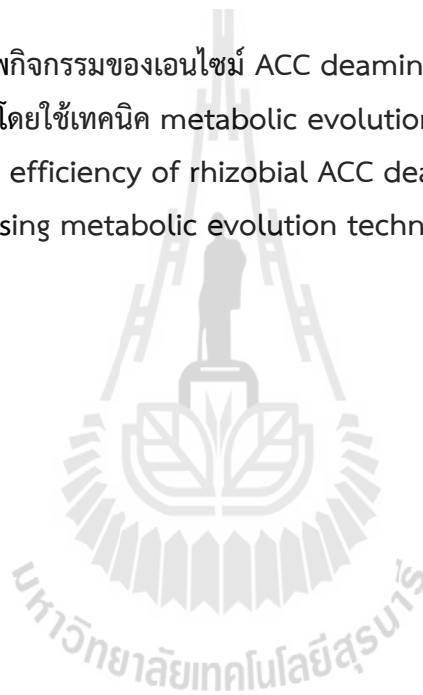 พกิจกรรมของเอนไซม์ ACC deamin
โดยใช้เทคนิค metabolic evolution
efficiency of rhizobial ACC dea
sing metabolic evolution techn
มหาวิทยาลัยเทคโนโลยีสุรนารี